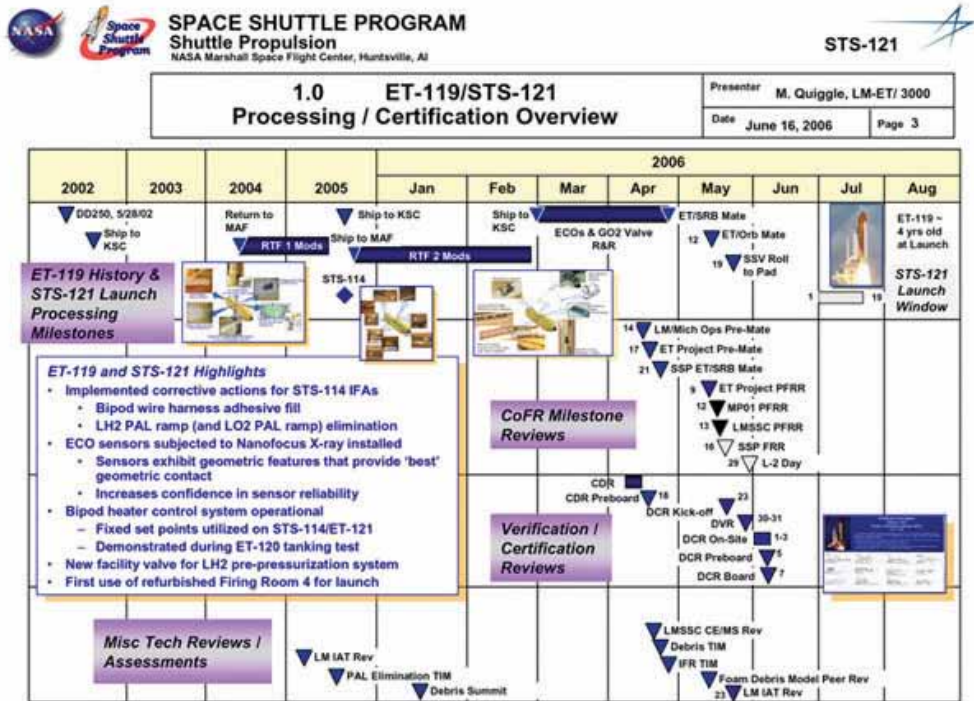 NASA
Space
Shuttle
Program
SPACE SHUTTLE PROGRAM
Shuttle Propulsion
NASA Marshall Space Flight Center, Huntsville, Al
STS-121
1.0 ET-119/STS-121
Processing / Certification Overview
Presenter M. Quiggle, LM-ET/ 3000
Date June 16, 2006
Page 3
2006
2002 2003 2004 2005 Jan Feb Mar Apr May Jun Jul Aug
DD250, 5/28/02
Ship to
KSC
Return to
MAF
RTF 1 Mods
Ship to KSC
Ship to MAF
RTF 2 Mods
STS-114
Ship to
KSC
ECOs & GO2 Valve
R&R
ET/SRB Mate
12 ET/Orb Mate
19 SSV Roll
to Pad
1 19
ET-119 ~
4 yrs old
at Launch
STS-121
Launch
Window
ET-119 History &
STS-121 Launch
Processing
Milestones
ET-119 and STS-121 Highlights
• Implemented corrective actions for STS-114 IFAs
• Bipod wire harness adhesive fill
• LH2 PAL ramp (and LO2 PAL ramp) elimination
• ECO sensors subjected to Nanofocus X-ray installed
• Sensors exhibit geometric features that provide 'best'
geometric contact
• Increases confidence in sensor reliability
• Bipod heater control system operational
– Fixed set points utilized on STS-114/ET-121
– Demonstrated during ET-120 tanking test
• New facility valve for LH2 pre-pressurization system
• First use of refurbished Firing Room 4 for launch
CoFR Milestone
Reviews
14 LM/Mich Ops Pre-Mate
17 ET Project Pre-Mate
21 SSP ET/SRB Mate
9 ET Project PFRR
12 MP01 PFRR
13 LMSSC PFRR
16 SSP FRR
29 L-2 Day
Verification /
Certification
Reviews
CDR
CDR Preboard 18
DCR Kick-off 23
DVR 30-31
DCR On-Site 1-3
DCR Preboard 5
DCR Board 7
Misc Tech Reviews /
Assessments
LM IAT Rev
PAL Elimination TIM
Debris Summit
LMSSC CE/MS Rev
Debris TIM
IFR TIM
Foam Debris Model Peer Rev
23 LM IAT Rev